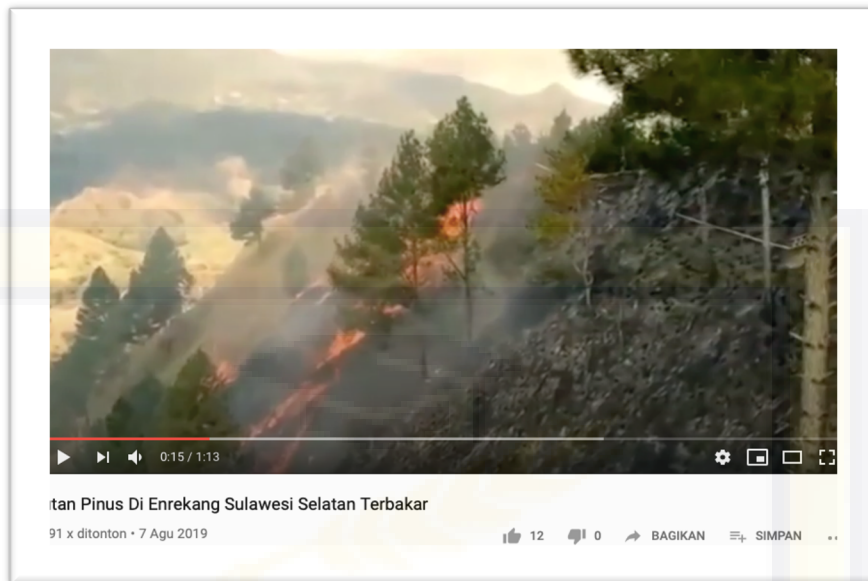 0:15 / 1:13
tan Pinus Di Enrekang Sulawesi Selatan Terbakar
91 x ditonton • 7 Agu 2019
12 0 BAGIKAN SIMPAN